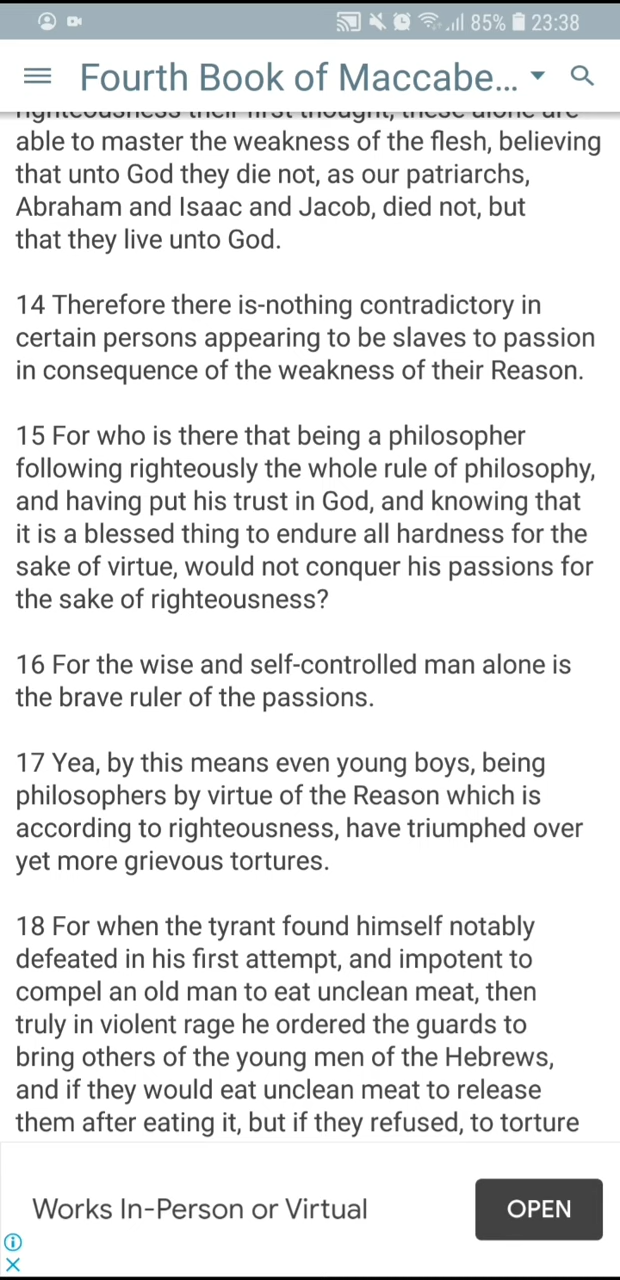 85% 23:38
Fourth Book of Maccabe...
righteousness their first thought, these alone are
able to master the weakness of the flesh, believing
that unto God they die not, as our patriarchs,
Abraham and Isaac and Jacob, died not, but
that they live unto God.
14 Therefore there is-nothing contradictory in
certain persons appearing to be slaves to passion
in consequence of the weakness of their Reason.
15 For who is there that being a philosopher
following righteously the whole rule of philosophy,
and having put his trust in God, and knowing that
it is a blessed thing to endure all hardness for the
sake of virtue, would not conquer his passions for
the sake of righteousness?
16 For the wise and self-controlled man alone is
the brave ruler of the passions.
17 Yea, by this means even young boys, being
philosophers by virtue of the Reason which is
according to righteousness, have triumphed over
yet more grievous tortures.
18 For when the tyrant found himself notably
defeated in his first attempt, and impotent to
compel an old man to eat unclean meat, then
truly in violent rage he ordered the guards to
bring others of the young men of the Hebrews,
and if they would eat unclean meat to release
them after eating it, but if they refused, to torture
Works In-Person or Virtual
OPEN